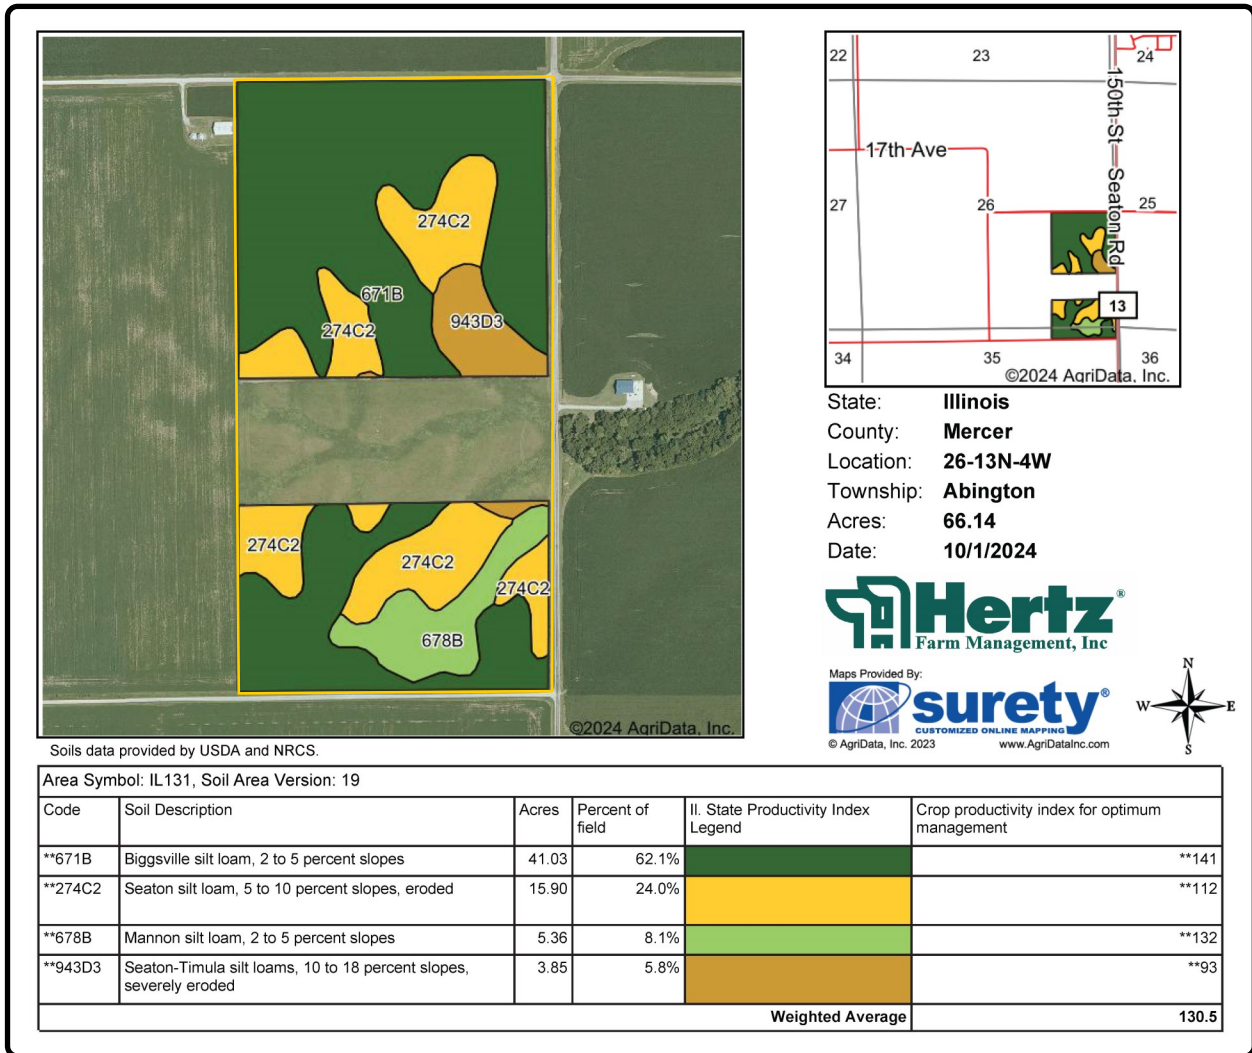 274C2
671B
274C2
943D3
274C2
274C2
274C2
678B
©2024 AgriData, Inc.
Soils data provided by USDA and NRCS.
22
23
24
17th Ave
150th St
Seaton Rd
27
26
25
13
34
35
36
©2024 AgriData, Inc.
State: Illinois
County: Mercer
Location: 26-13N-4W
Township: Abington
Acres: 66.14
Date: 10/1/2024
Hertz®
Farm Management, Inc
Maps Provided By:
surety®
CUSTOMIZED ONLINE MAPPING
© AgriData, Inc. 2023 www.AgriDataInc.com
N
W E
S
Area Symbol: IL131, Soil Area Version: 19
Code Soil Description Acres Percent of field II. State Productivity Index Legend Crop productivity index for optimum management
**671B Biggsville silt loam, 2 to 5 percent slopes 41.03 62.1% **141
**274C2 Seaton silt loam, 5 to 10 percent slopes, eroded 15.90 24.0% **112
**678B Mannon silt loam, 2 to 5 percent slopes 5.36 8.1% **132
**943D3 Seaton-Timula silt loams, 10 to 18 percent slopes, severely eroded 3.85 5.8% **93
Weighted Average 130.5